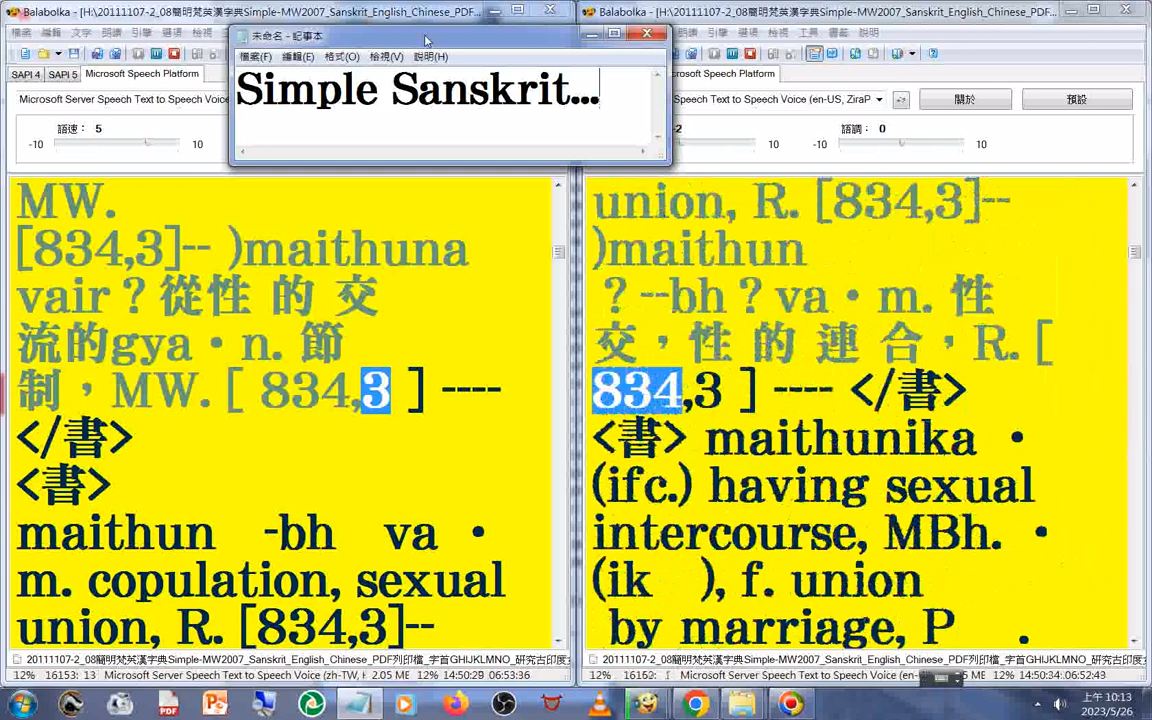 Balabolka - [H:\20111107-2_08簡明梵英漢字典Simple-MW2007_Sanskrit_English_Chinese_PDF...
Balabolka - [H:\20111107-2_08簡明梵英漢字典Simple-MW2007_Sanskrit_English_Chinese_PDF...
未命名 - 記事本
檔案(F) 編輯(E) 格式(O) 檢視(V) 說明(H)
Simple Sanskrit...
SAPI 4 SAPI 5 Microsoft Speech Platform
Speech Platform
Microsoft Server Speech Text to Speech Voice
Speech Text to Speech Voice (en-US, ZiraP
關於 預設
語速： 5
-10 10
-2 語調： 0
10 -10 10
MW.
[834,3]-- )maithuna
vair？從性 的 交
流的gya・n. 節
制，MW. [ 834,3 ] ----
</書>
<書>
maithun -bh va •
m. copulation, sexual
union, R. [834,3]--
union, R. [834,3]--
)maithun
？--bh？va・m. 性
交，性 的 連 合，R. [
834,3 ] ---- </書>
<書> maithunika •
(ifc.) having sexual
intercourse, MBh. •
(ik ), f. union
by marriage, P .
20111107-2_08簡明梵英漢字典Simple-MW2007_Sanskrit_English_Chinese_PDF列印檔_字首GHIJKLMNO_研究古印度
20111107-2_08簡明梵英漢字典Simple-MW2007_Sanskrit_English_Chinese_PDF列印檔_字首GHIJKLMNO_研究古印度
12% 16153: 13 Microsoft Server Speech Text to Speech Voice (zh-TW, 2.05 ME 12% 14:50:29 06:53:36
12% 16162: Microsoft Server Speech Text to Speech Voice ME 12% 14:50:34 06:52:43
上午 10:13
2023/5/26